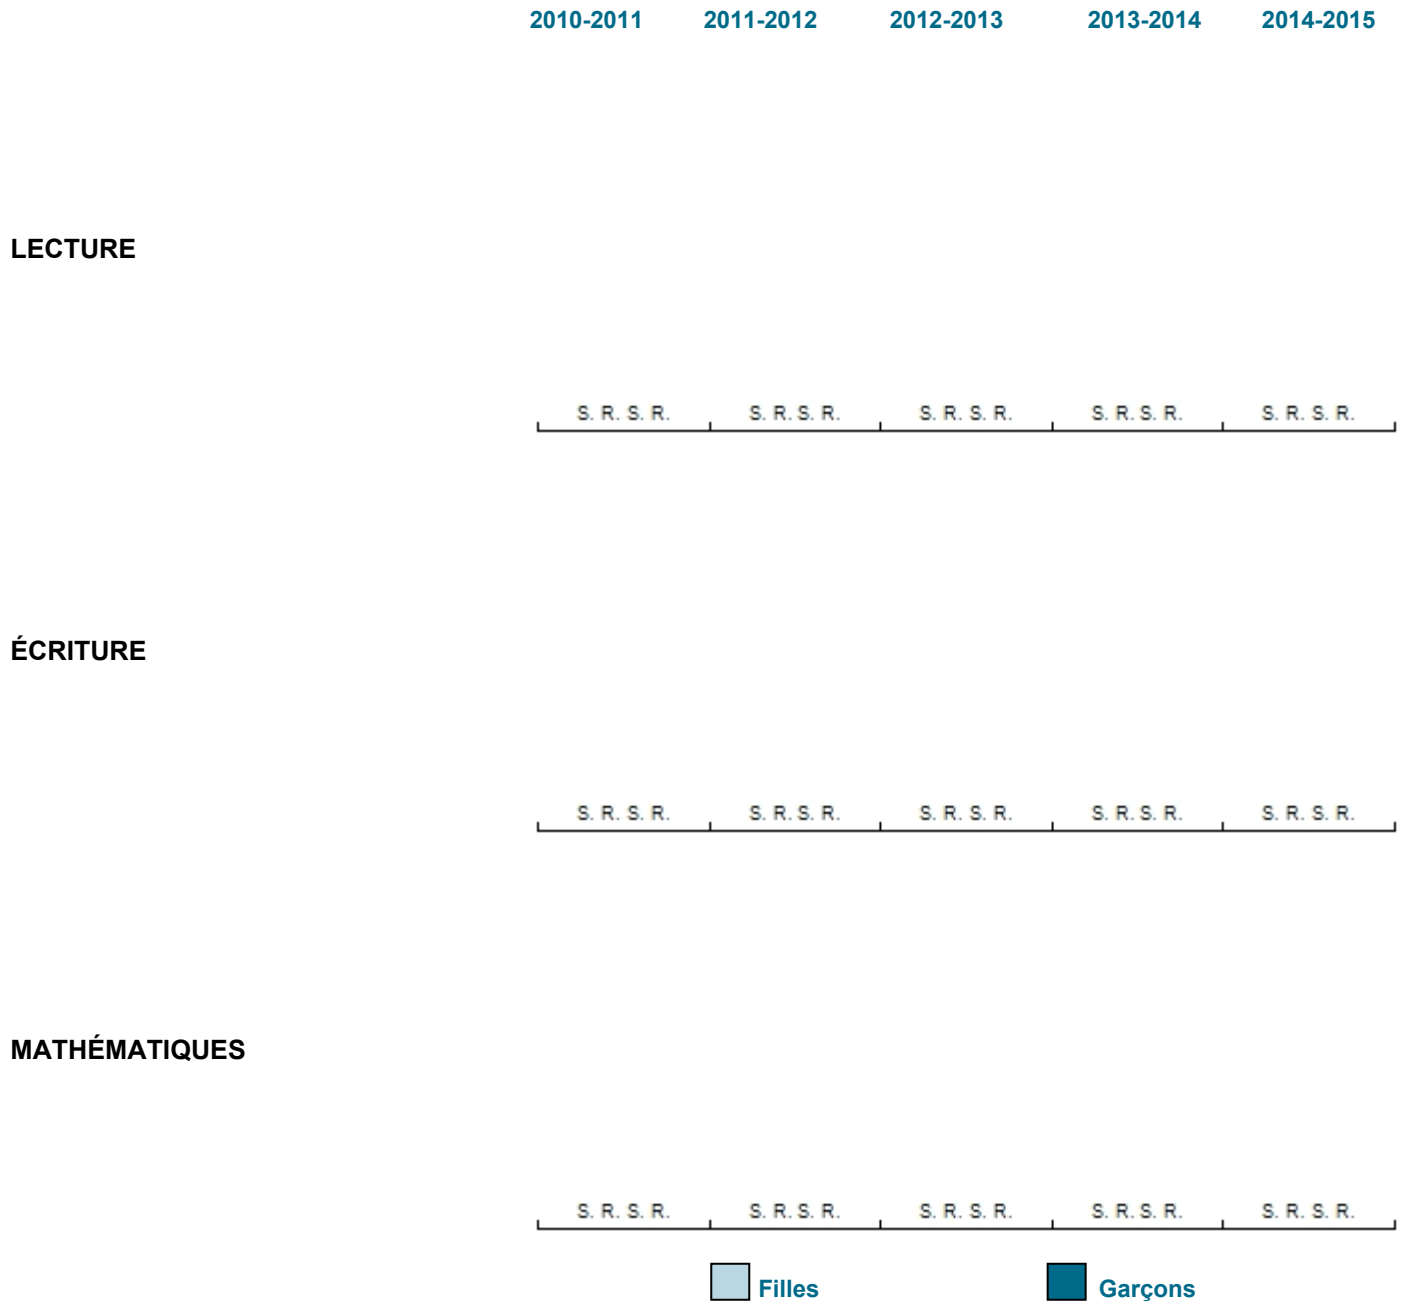 2010-2011 2011-2012 2012-2013 2013-2014 2014-2015
LECTURE
S. R. S. R. S. R. S. R. S. R. S. R. S. R. S. R. S. R. S. R.
ÉCRITURE
S. R. S. R. S. R. S. R. S. R. S. R. S. R. S. R. S. R. S. R.
MATHÉMATIQUES
S. R. S. R. S. R. S. R. S. R. S. R. S. R. S. R. S. R. S. R.
Filles Garçons